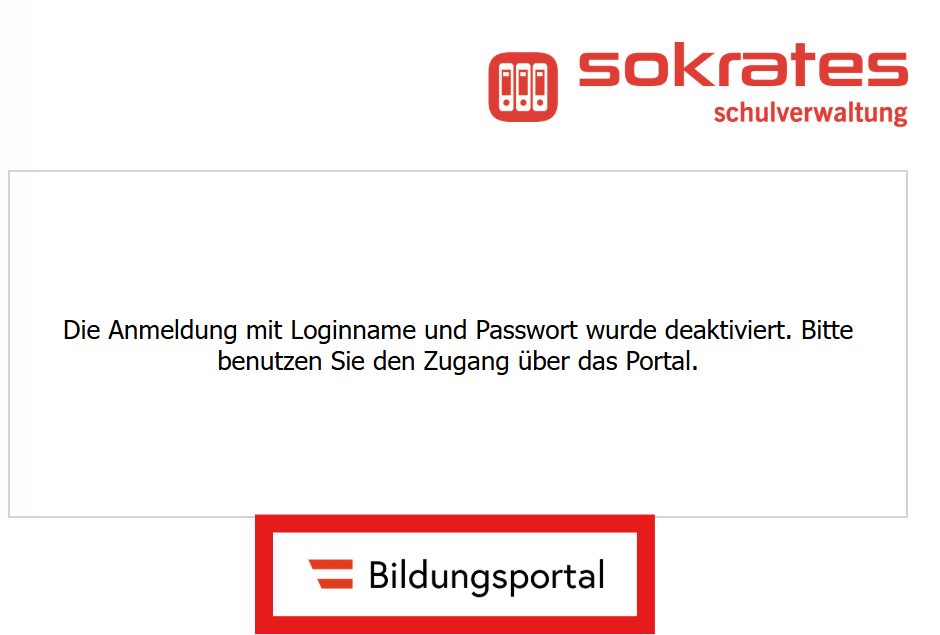 sokrates
schulverwaltung
Die Anmeldung mit Loginname und Passwort wurde deaktiviert. Bitte
benutzen Sie den Zugang über das Portal.
Bildungsportal